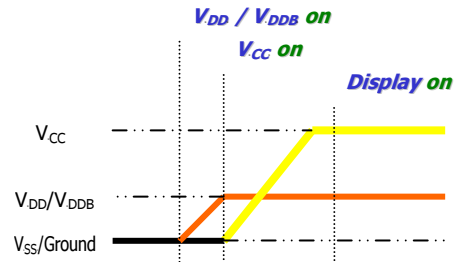 VDD / VDDB on
VCC on
Display on
VCC
VDD/VDDB
VSS/Ground